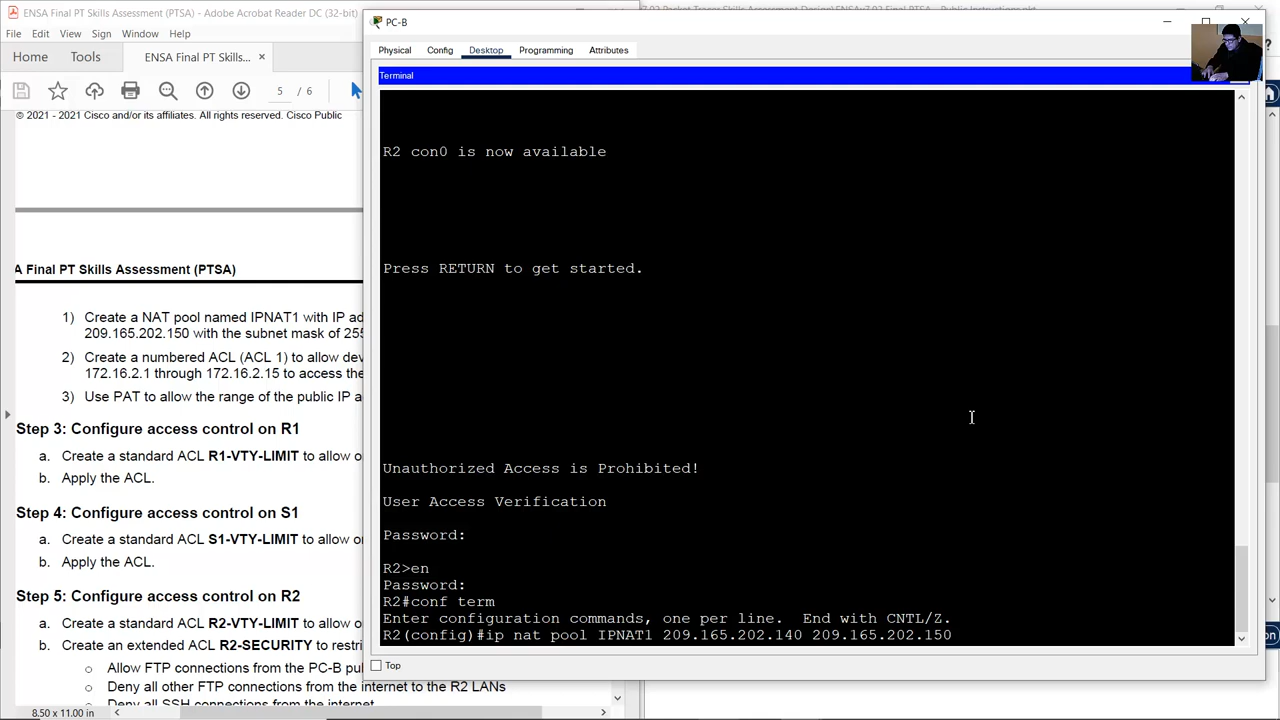 ENSA Final PT Skills Assessment (PTSA) - Adobe Acrobat Reader DC (32-bit)
File Edit View Sign Window Help
Home Tools ENSA Final PT Skills... ×
5 / 6
© 2021 - 2021 Cisco and/or its affiliates. All rights reserved. Cisco Public
A Final PT Skills Assessment (PTSA)
1) Create a NAT pool named IPNAT1 with IP ad
209.165.202.150 with the subnet mask of 255
2) Create a numbered ACL (ACL 1) to allow dev
172.16.2.1 through 172.16.2.15 to access the
3) Use PAT to allow the range of the public IP a
Step 3: Configure access control on R1
a. Create a standard ACL R1-VTY-LIMIT to allow o
b. Apply the ACL.
Step 4: Configure access control on S1
a. Create a standard ACL S1-VTY-LIMIT to allow o
b. Apply the ACL.
Step 5: Configure access control on R2
a. Create a standard ACL R2-VTY-LIMIT to allow o
b. Create an extended ACL R2-SECURITY to restri
o Allow FTP connections from the PC-B pu
o Deny all other FTP connections from the internet to the R2 LANs
o Deny all SSH connections from the internet
8.50 x 11.00 in
PC-B
Physical Config Desktop Programming Attributes
Terminal
R2 con0 is now available
Press RETURN to get started.
Unauthorized Access is Prohibited!
User Access Verification
Password:
R2>en
Password:
R2#conf term
Enter configuration commands, one per line. End with CNTL/Z.
R2(config)#ip nat pool IPNAT1 209.165.202.140 209.165.202.150
Top